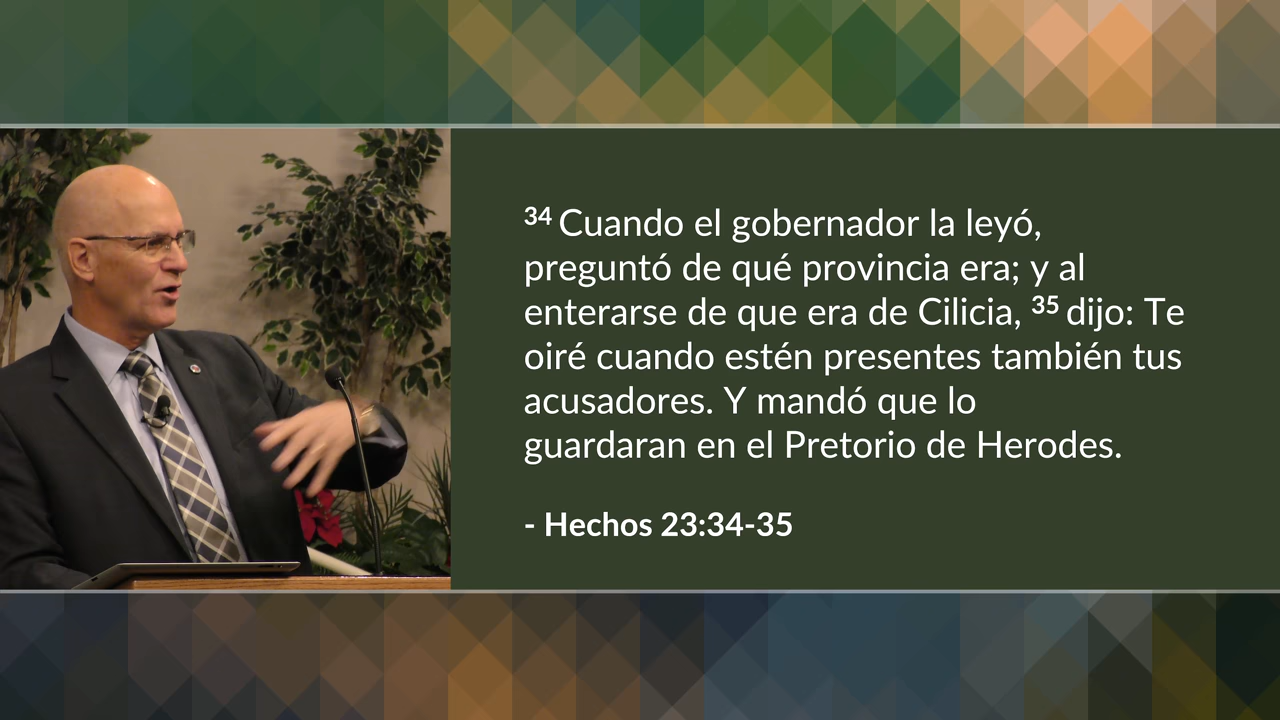 34 Cuando el gobernador la leyó,
preguntó de qué provincia era; y al
enterarse de que era de Cilicia, 35 dijo: Te
oiré cuando estén presentes también tus
acusadores. Y mandó que lo
guardaran en el Pretorio de Herodes.
- Hechos 23:34-35